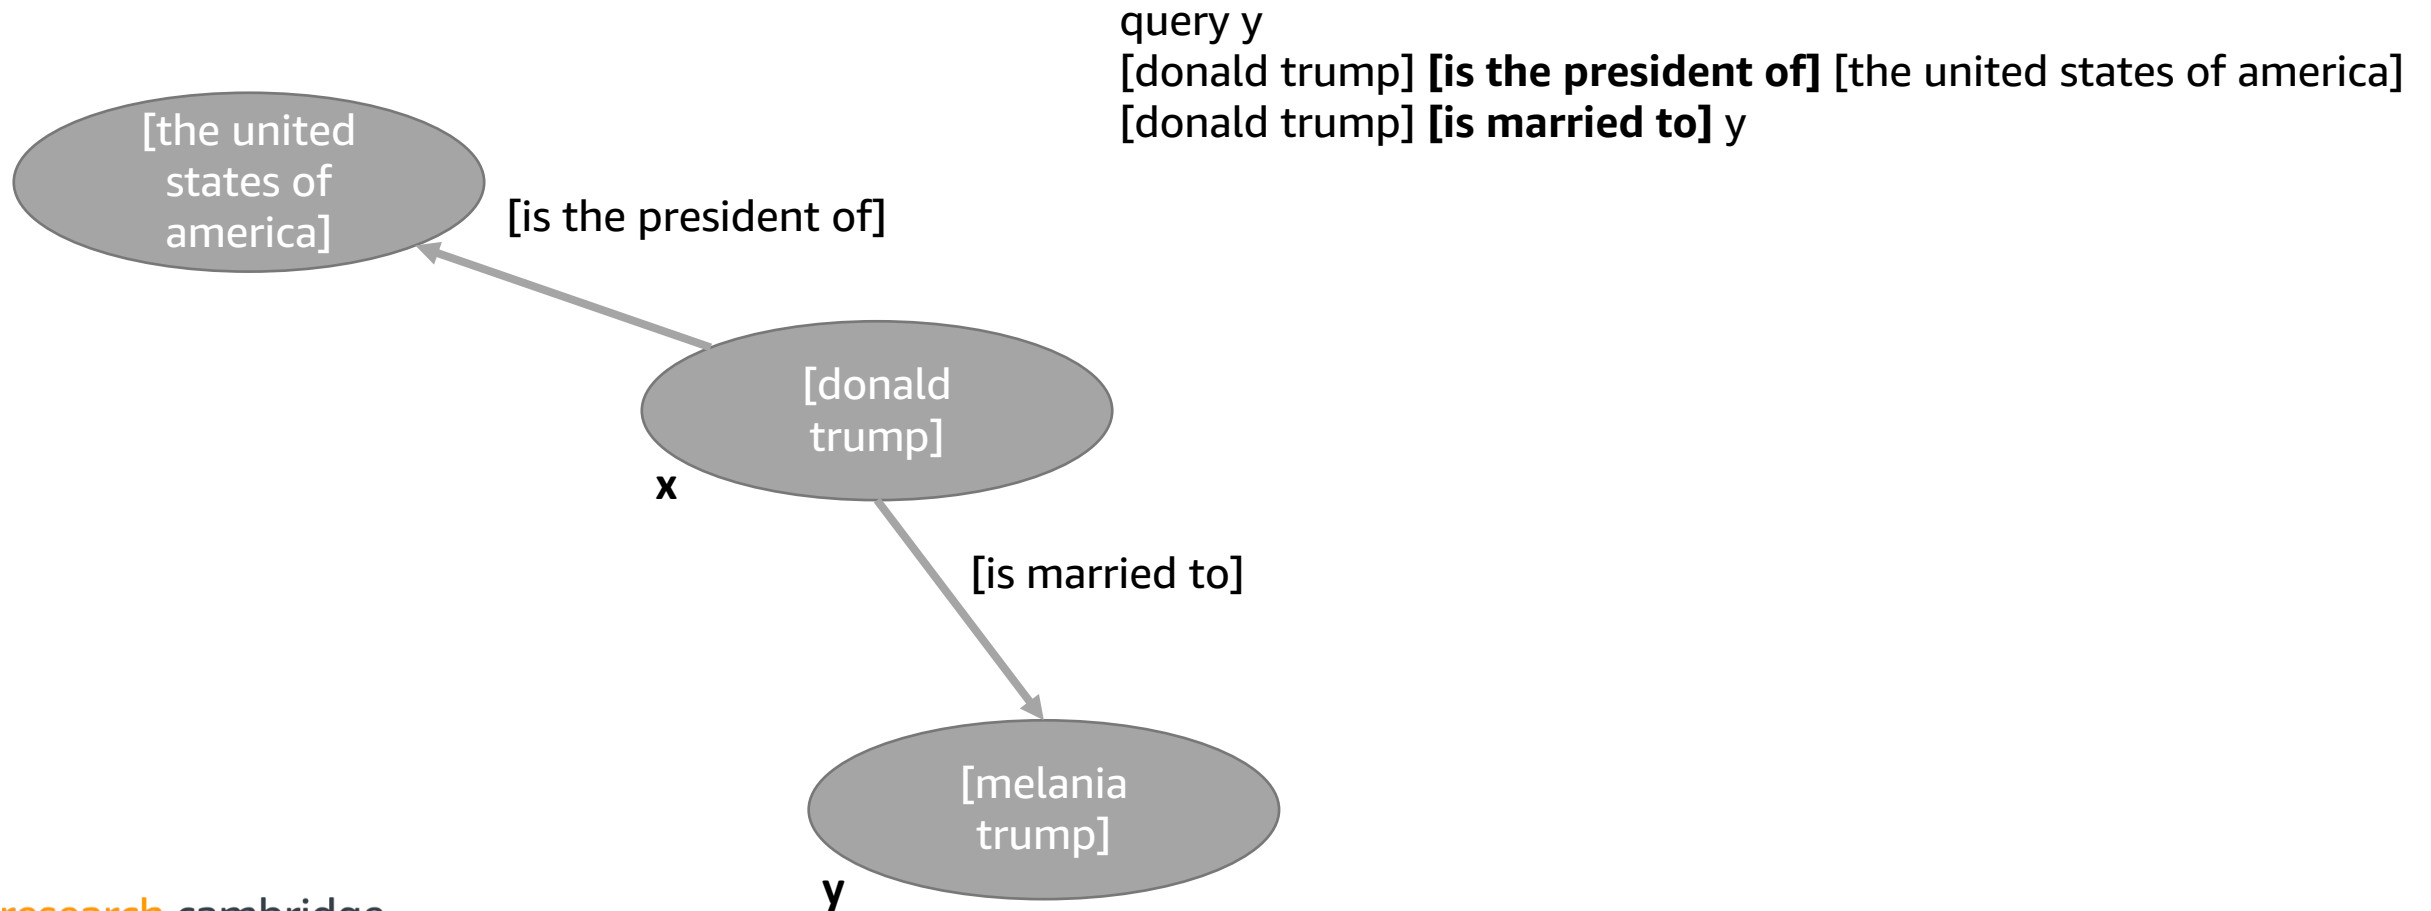 query y
[donald trump] [is the president of] [the united states of america]
[donald trump] [is married to] y
[the united
states of
america]
[is the president of]
[donald
trump]
x
[is married to]
[melania
trump]
y
research cambridge